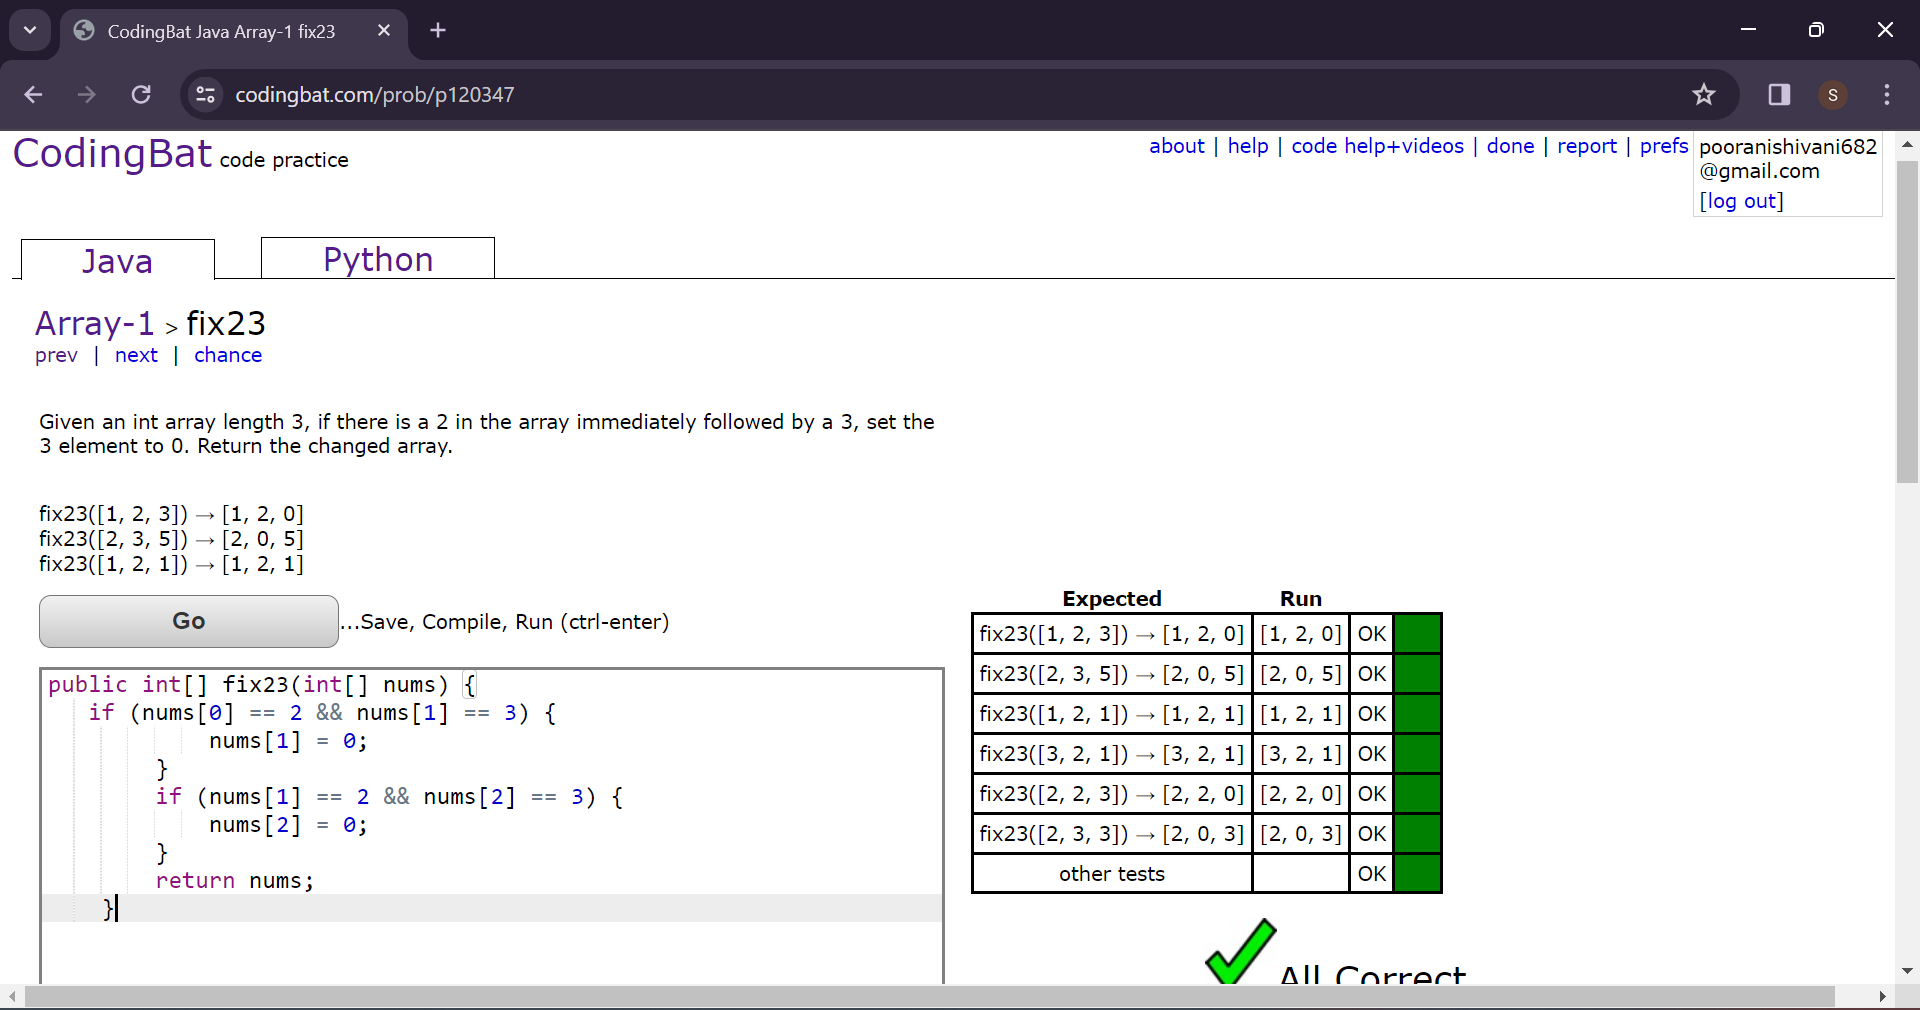 CodingBat Java Array-1 fix23
codingbat.com/prob/p120347
S
CodingBat code practice
about | help | code help+videos | done | report | prefs
pooranishivani682
@gmail.com
[log out]
Java
Python
Array-1 > fix23
prev | next | chance
Given an int array length 3, if there is a 2 in the array immediately followed by a 3, set the
3 element to 0. Return the changed array.
fix23([1, 2, 3]) → [1, 2, 0]
fix23([2, 3, 5]) → [2, 0, 5]
fix23([1, 2, 1]) → [1, 2, 1]
Go
...Save, Compile, Run (ctrl-enter)
public int[] fix23(int[] nums) {
if (nums[0] == 2 && nums[1] == 3) {
nums[1] = 0;
}
if (nums[1] == 2 && nums[2] == 3) {
nums[2] = 0;
}
return nums;
}
Expected Run
fix23([1, 2, 3]) → [1, 2, 0] [1, 2, 0] OK
fix23([2, 3, 5]) → [2, 0, 5] [2, 0, 5] OK
fix23([1, 2, 1]) → [1, 2, 1] [1, 2, 1] OK
fix23([3, 2, 1]) → [3, 2, 1] [3, 2, 1] OK
fix23([2, 2, 3]) → [2, 2, 0] [2, 2, 0] OK
fix23([2, 3, 3]) → [2, 0, 3] [2, 0, 3] OK
other tests OK
All Correct